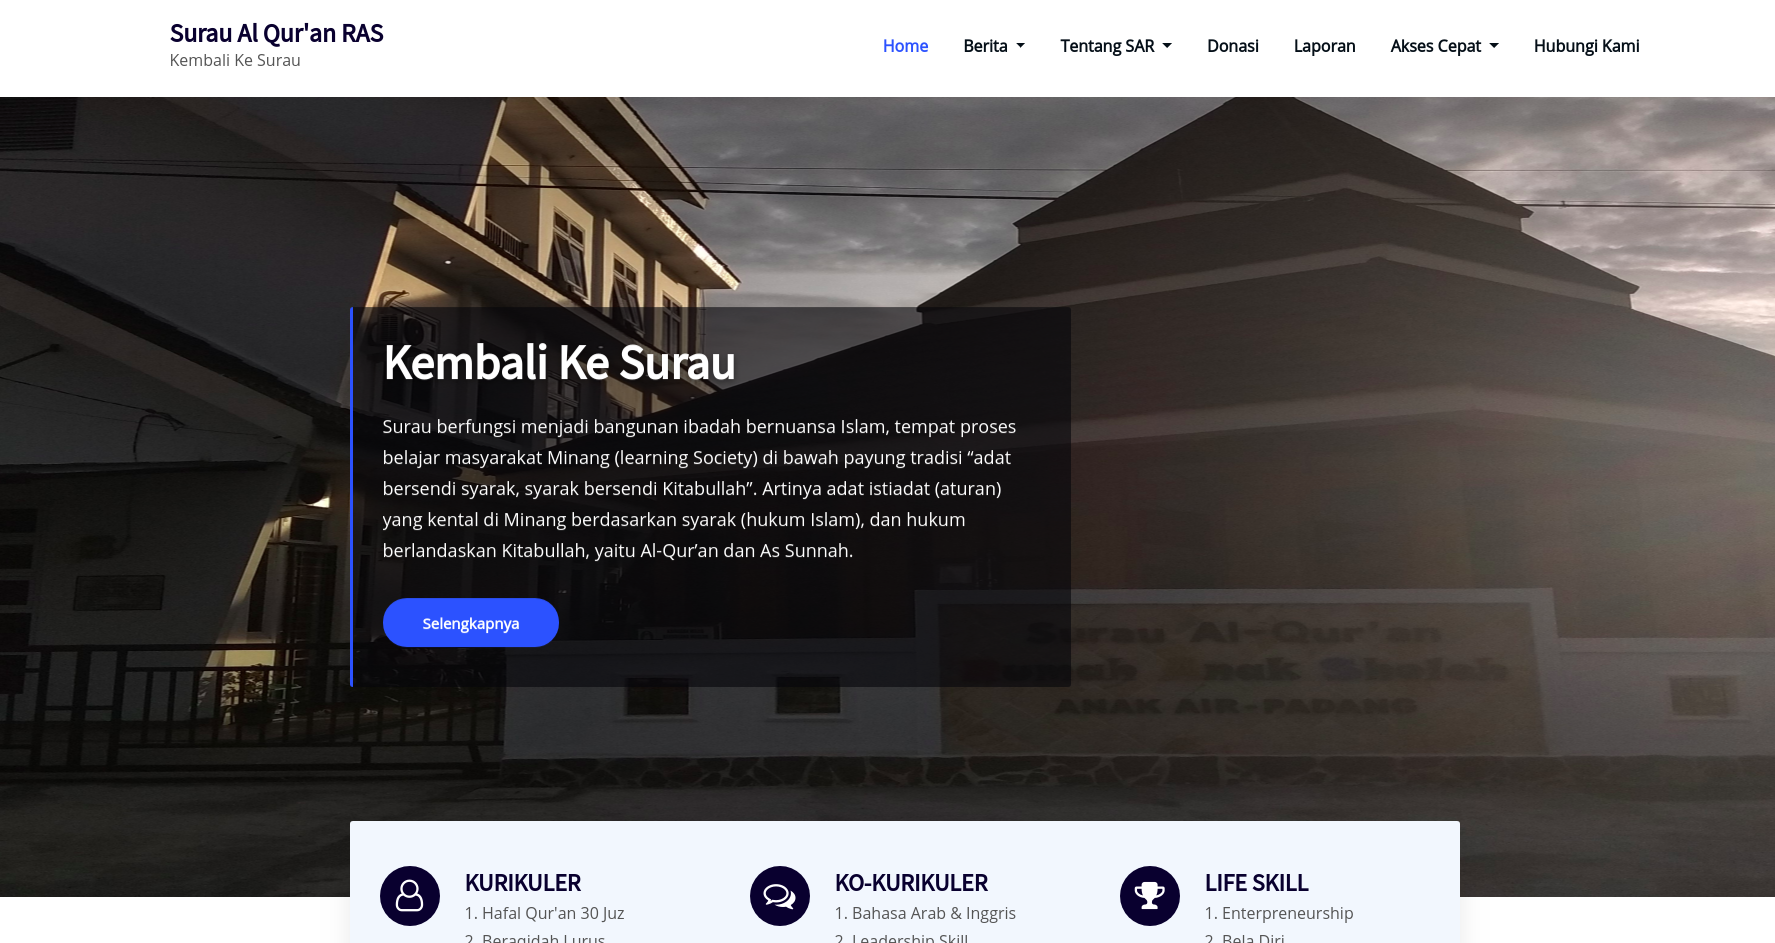 Surau Al Qur'an RAS
Kembali Ke Surau
Home
Berita
Tentang SAR
Donasi
Laporan
Akses Cepat
Hubungi Kami
Kembali Ke Surau
Surau berfungsi menjadi bangunan ibadah bernuansa Islam, tempat proses
belajar masyarakat Minang (learning Society) di bawah payung tradisi “adat
bersendi syarak, syarak bersendi Kitabullah”. Artinya adat istiadat (aturan)
yang kental di Minang berdasarkan syarak (hukum Islam), dan hukum
berlandaskan Kitabullah, yaitu Al-Qur’an dan As Sunnah.
Selengkapnya
Surau Al-Qur'an
Anak Sholeh
ANAK AIR-PADANG
KURIKULER
1. Hafal Qur'an 30 Juz
2. Beraqidah Lurus
KO-KURIKULER
1. Bahasa Arab & Inggris
2. Leadership Skill
LIFE SKILL
1. Enterpreneurship
2. Bela Diri